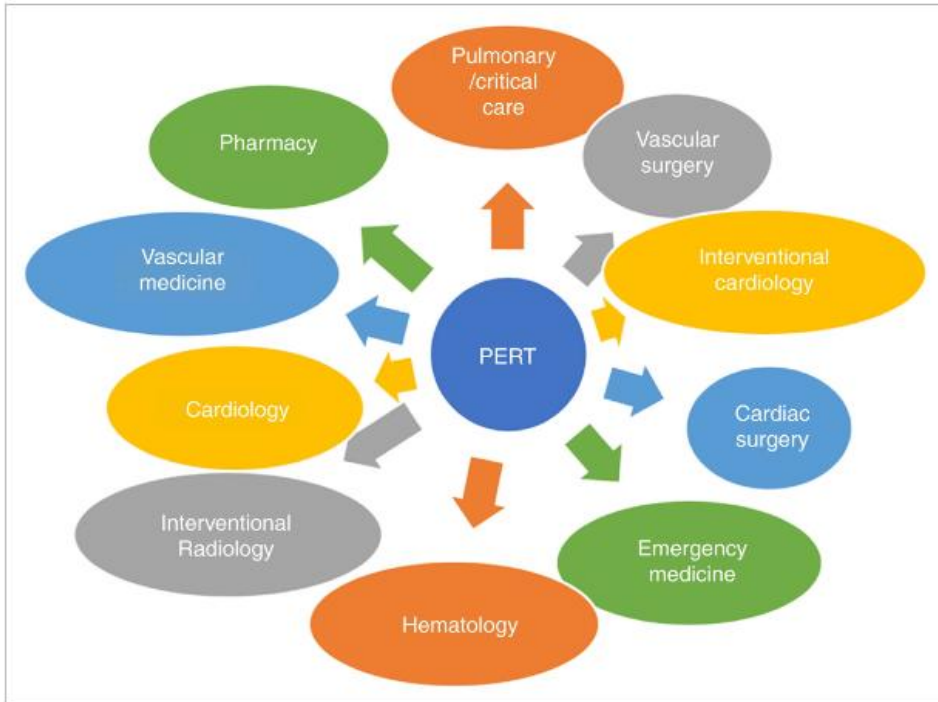 Pulmonary
/critical
care
Vascular
surgery
Interventional
cardiology
Cardiac
surgery
Emergency
medicine
Hematology
Interventional
Radiology
Cardiology
Vascular
medicine
Pharmacy
PERT